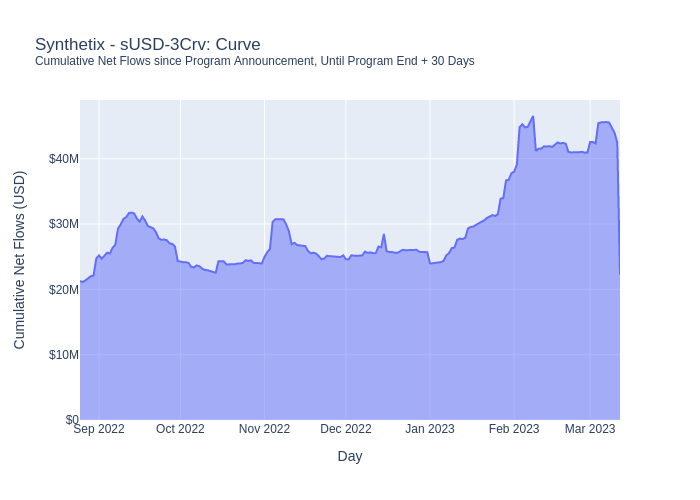 Synthetix - sUSD-3Crv: Curve
Cumulative Net Flows since Program Announcement, Until Program End + 30 Days
Cumulative Net Flows (USD)
$40M
$30M
$20M
$10M
$0
Sep 2022 Oct 2022 Nov 2022 Dec 2022 Jan 2023 Feb 2023 Mar 2023
Day